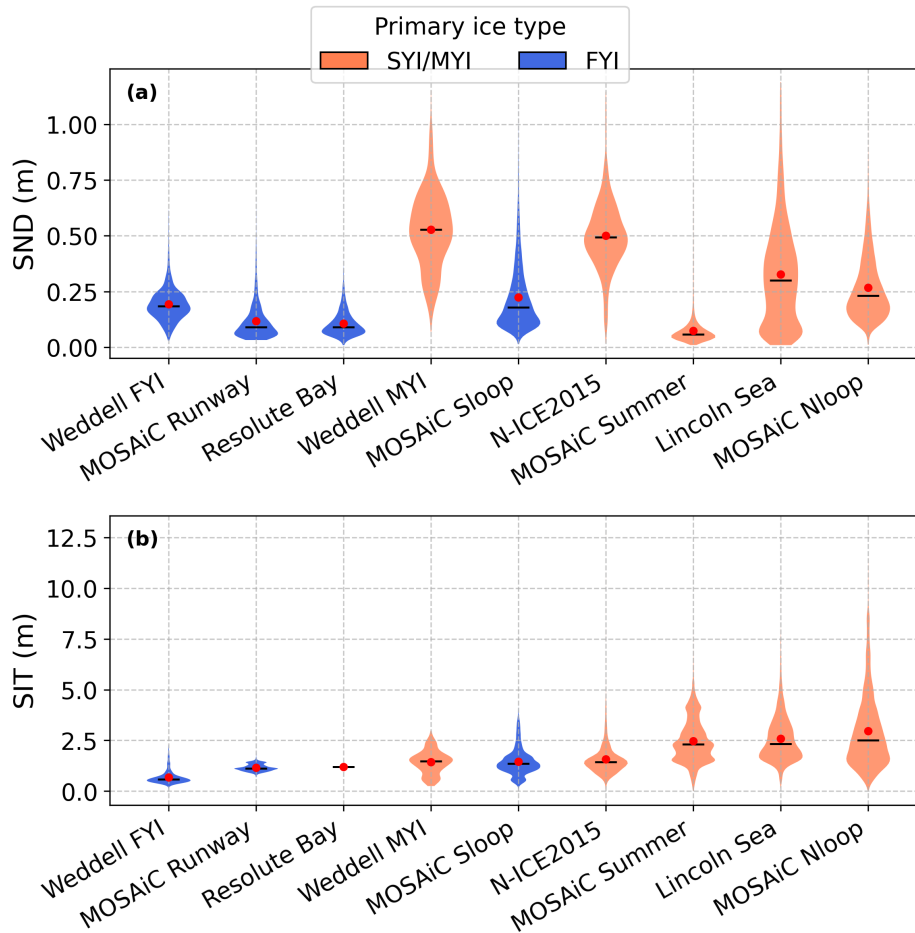 Primary ice type
SYI/MYI FYI
(a)
1.00
0.75
0.50
0.25
0.00
SND (m)
Weddell FYI
MOSAiC Runway
Resolute Bay
Weddell MYI
MOSAiC Sloop
N-ICE2015
MOSAiC Summer
Lincoln Sea
MOSAiC Nloop
(b)
12.5
10.0
7.5
5.0
2.5
0.0
SIT (m)
Weddell FYI
MOSAiC Runway
Resolute Bay
Weddell MYI
MOSAiC Sloop
N-ICE2015
MOSAiC Summer
Lincoln Sea
MOSAiC Nloop